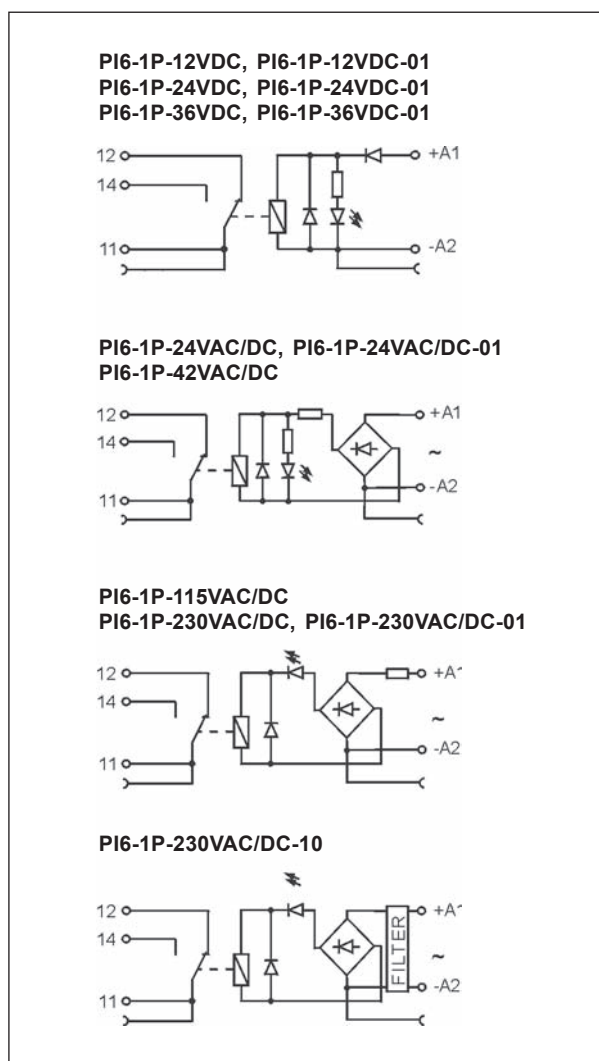 PI6-1P-12VDC, PI6-1P-12VDC-01
PI6-1P-24VDC, PI6-1P-24VDC-01
PI6-1P-36VDC, PI6-1P-36VDC-01
12
+A1
14
11
-A2
PI6-1P-24VAC/DC, PI6-1P-24VAC/DC-01
PI6-1P-42VAC/DC
12
+A1
14
~
-A2
11
PI6-1P-115VAC/DC
PI6-1P-230VAC/DC, PI6-1P-230VAC/DC-01
12
+A1
14
~
-A2
11
PI6-1P-230VAC/DC-10
12
+A1
14
FILTER
~
-A2
11